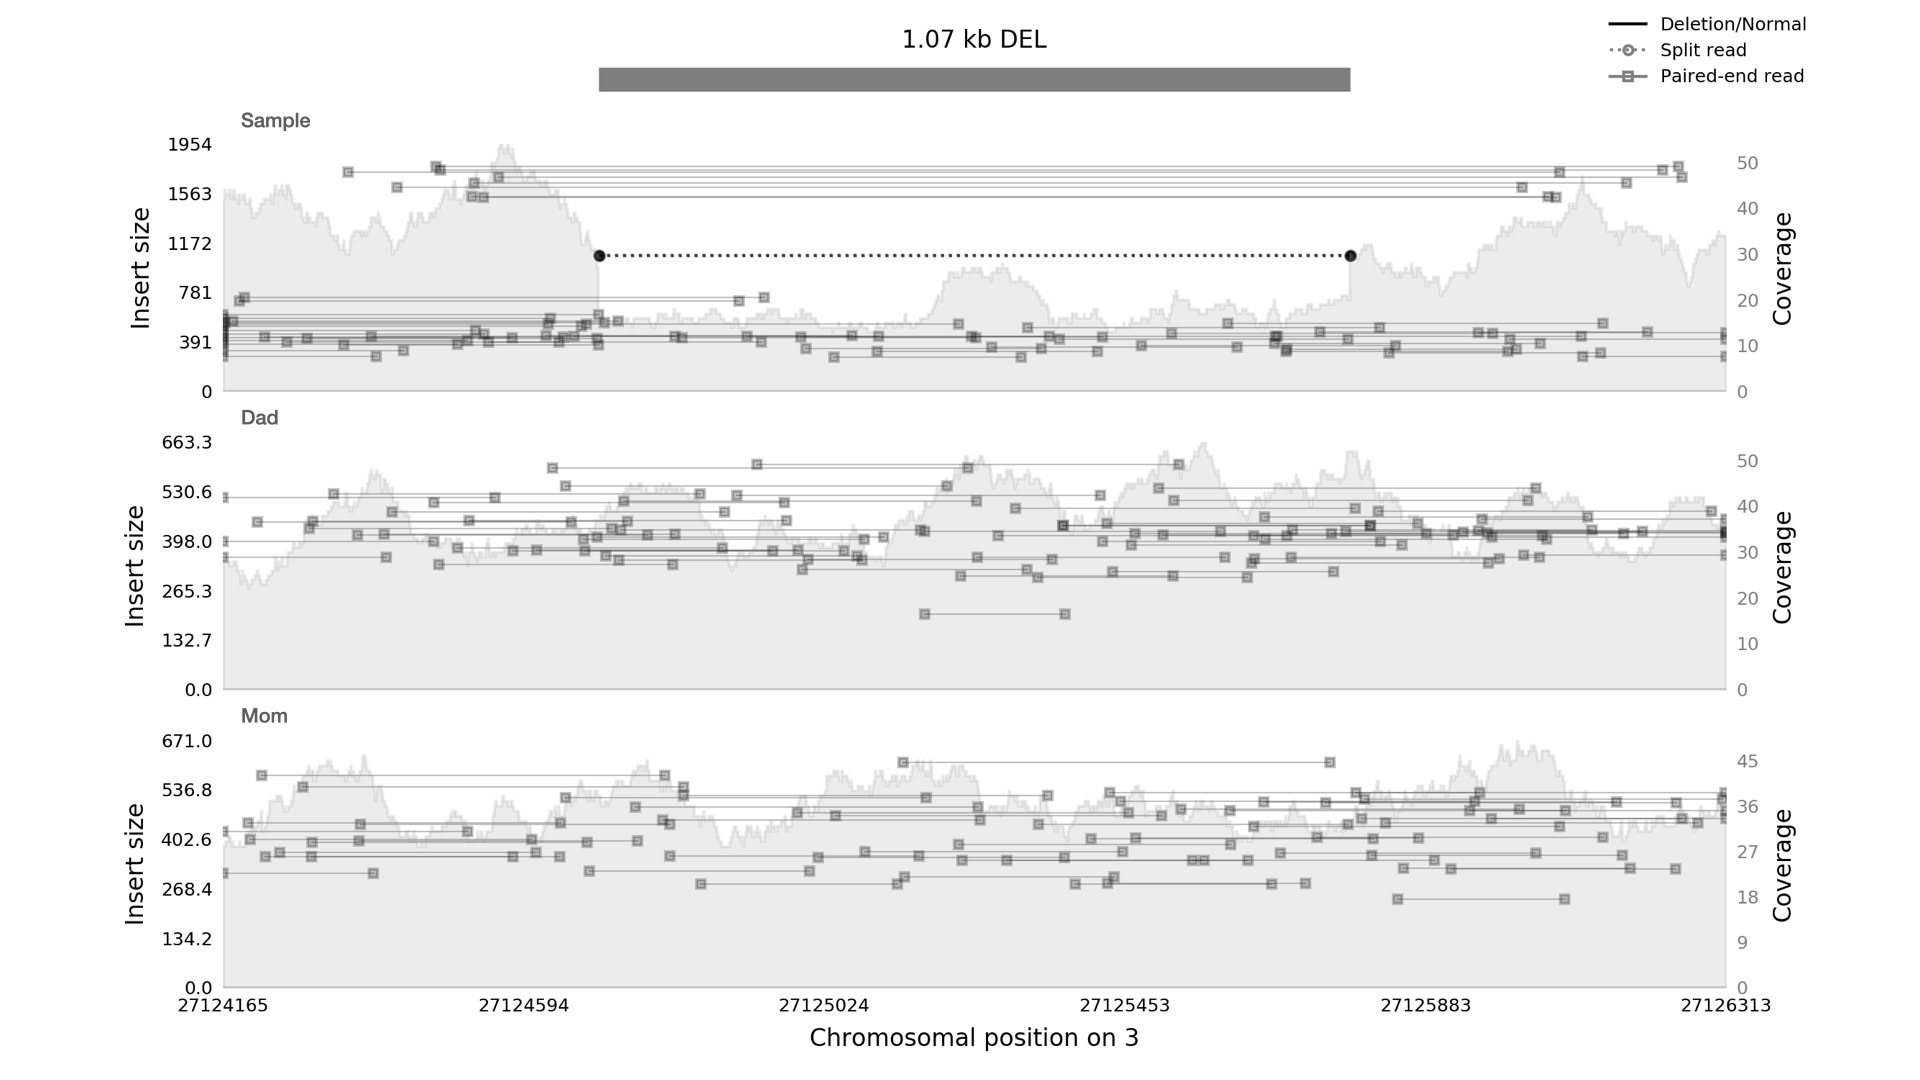 1.07 kb DEL
Deletion/Normal
Split read
Paired-end read
Sample
1954
1563
1172
781
391
0
Insert size
50
40
30
20
10
0
Coverage
Dad
663.3
530.6
398.0
265.3
132.7
0.0
Insert size
50
40
30
20
10
0
Coverage
Mom
671.0
536.8
402.6
268.4
134.2
0.0
Insert size
45
36
27
18
9
0
Coverage
27124165 27124594 27125024 27125453 27125883 27126313
Chromosomal position on 3